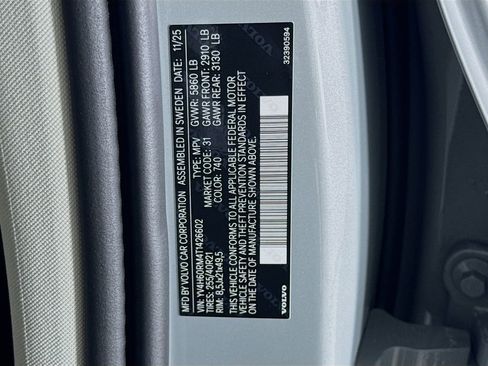 MFD BY VOLVO CAR CORPORATION ASSEMBLED IN SWEDEN DATE: 11/25
GVWR: 5860 LB
GAWR FRONT: 2910 LB
GAWR REAR: 3130 LB
VIN: YV4H60RM4T1426602 TYPE: MPV
TIRES: 255/40R21 MARKET CODE: 31
RIM: 8,5Jx21x49,5 COLOR: 740
THIS VEHICLE CONFORMS TO ALL APPLICABLE FEDERAL MOTOR
VEHICLE SAFETY, BUMPER, AND THEFT PREVENTION STANDARDS IN EFFECT
ON THE DATE OF MANUFACTURE SHOWN ABOVE.
VOLVO
32390594